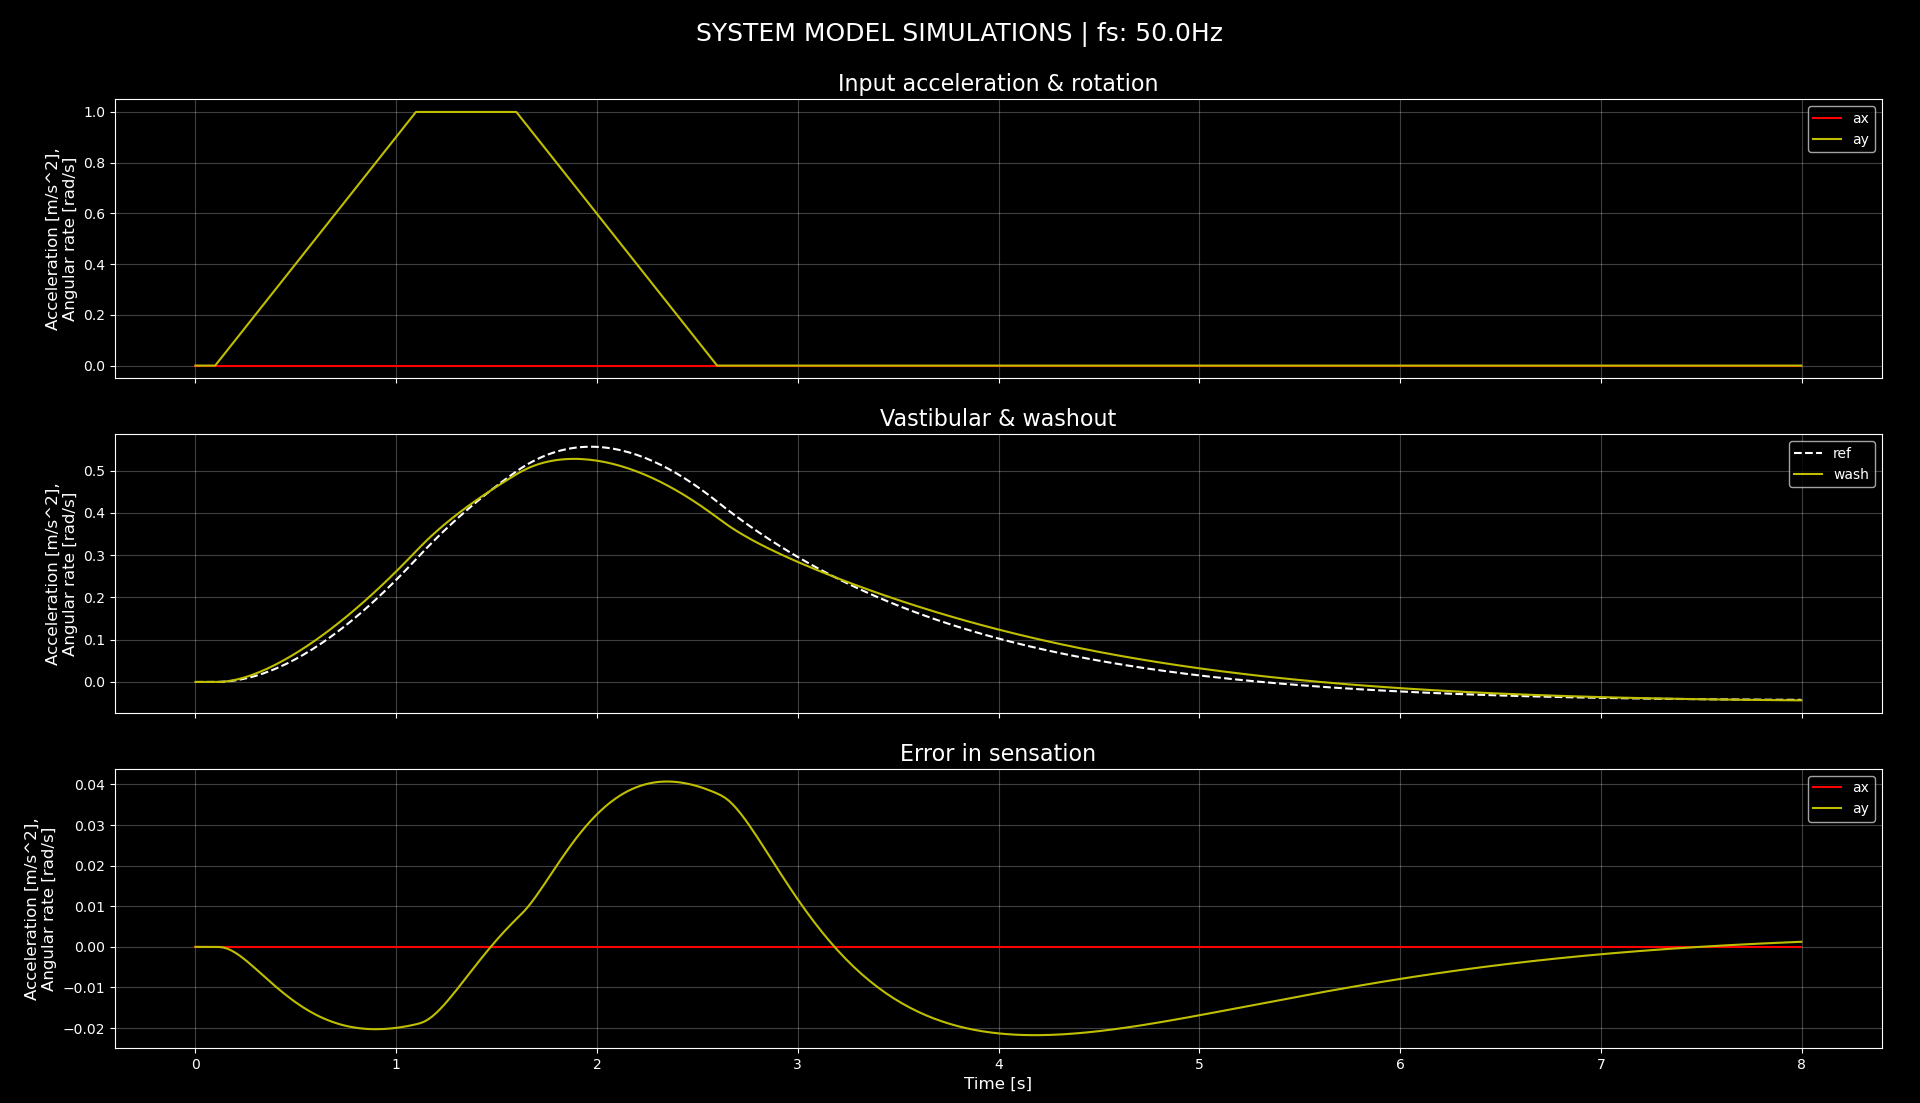 SYSTEM MODEL SIMULATIONS | fs: 50.0Hz
Input acceleration & rotation
Acceleration [m/s^2],
Angular rate [rad/s]
1.0
0.8
0.6
0.4
0.2
0.0
ax
ay
Vastibular & washout
Acceleration [m/s^2],
Angular rate [rad/s]
0.5
0.4
0.3
0.2
0.1
0.0
ref
wash
Error in sensation
Acceleration [m/s^2],
Angular rate [rad/s]
0.04
0.03
0.02
0.01
0.00
−0.01
−0.02
ax
ay
0 1 2 3 4 5 6 7 8
Time [s]